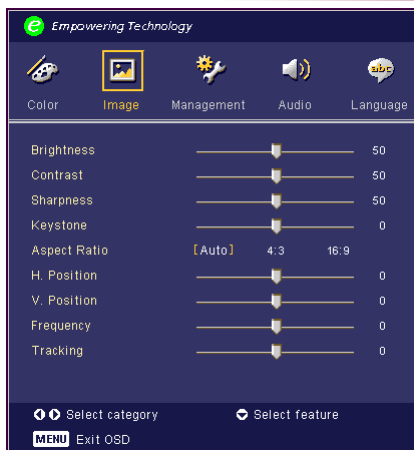 e Empowering Technology
abc
Color Image Management Audio Language
Brightness 50
Contrast 50
Sharpness 50
Keystone 0
Aspect Ratio [Auto] 4:3 16:9
H. Position 0
V. Position 0
Frequency 0
Tracking 0
Select category Select feature
MENU Exit OSD